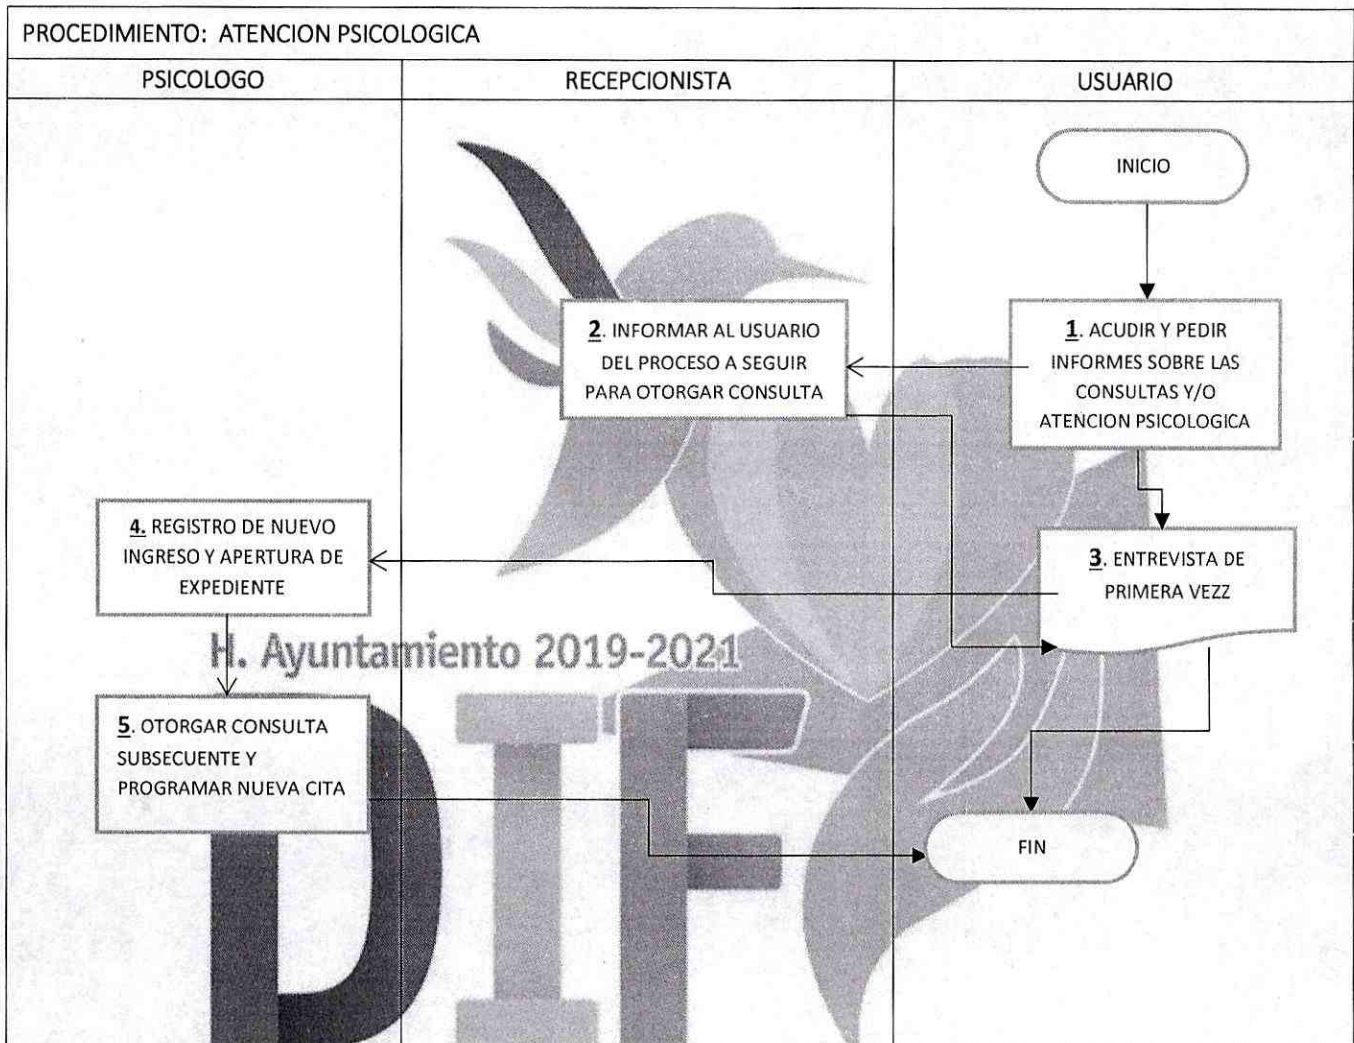 PROCEDIMIENTO: ATENCION PSICOLOGICA
PSICOLOGO
RECEPCIONISTA
USUARIO
INICIO
1. ACUDIR Y PEDIR
INFORMES SOBRE LAS
CONSULTAS Y/O
ATENCION PSICOLOGICA
2. INFORMAR AL USUARIO
DEL PROCESO A SEGUIR
PARA OTORGAR CONSULTA
3. ENTREVISTA DE
PRIMERA VEZZ
4. REGISTRO DE NUEVO
INGRESO Y APERTURA DE
EXPEDIENTE
5. OTORGAR CONSULTA
SUBSECUENTE Y
PROGRAMAR NUEVA CITA
FIN
H. Ayuntamiento 2019-2021
DIF